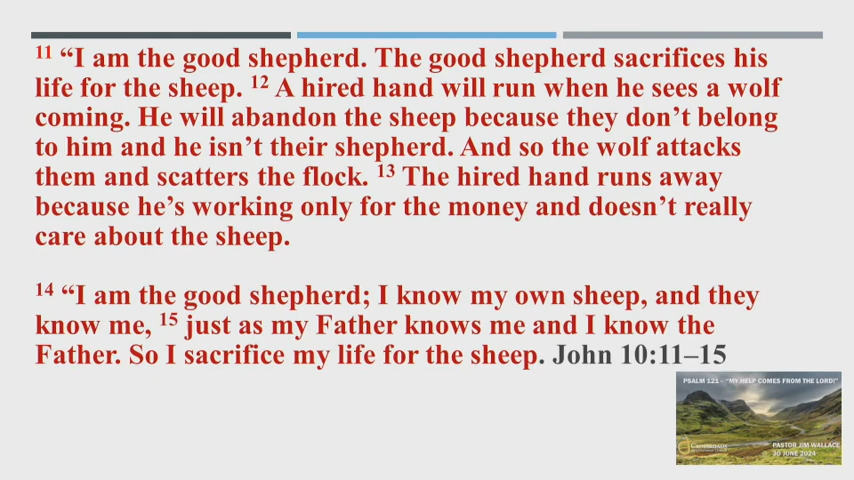 11 “I am the good shepherd. The good shepherd sacrifices his
life for the sheep. 12 A hired hand will run when he sees a wolf
coming. He will abandon the sheep because they don’t belong
to him and he isn’t their shepherd. And so the wolf attacks
them and scatters the flock. 13 The hired hand runs away
because he’s working only for the money and doesn’t really
care about the sheep.
14 “I am the good shepherd; I know my own sheep, and they
know me, 15 just as my Father knows me and I know the
Father. So I sacrifice my life for the sheep. John 10:11–15
PSALM 121 - “MY HELP COMES FROM THE LORD!”
PASTOR JIM WALLACE
30 JUNE 2024